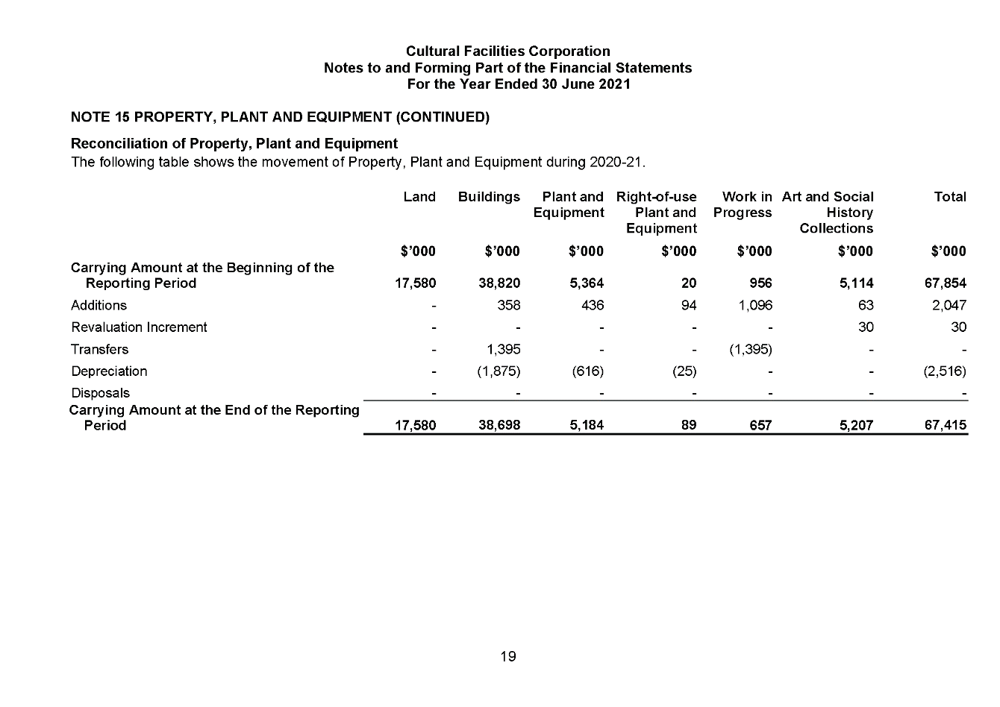 Cultural Facilities Corporation
Notes to and Forming Part of the Financial Statements
For the Year Ended 30 June 2021
NOTE 15 PROPERTY, PLANT AND EQUIPMENT (CONTINUED)
Reconciliation of Property, Plant and Equipment
The following table shows the movement of Property, Plant and Equipment during 2020-21.
Land Buildings Plant and Right-of-use Work in Art and Social Total
Equipment Plant and Progress History
Equipment Collections
$’000 $’000 $’000 $’000 $’000 $’000 $’000
Carrying Amount at the Beginning of the
Reporting Period 17,580 38,820 5,364 20 956 5,114 67,854
Additions - 358 436 94 1,096 63 2,047
Revaluation Increment - - - - - 30 30
Transfers - 1,395 - - (1,395) - -
Depreciation - (1,875) (616) (25) - - (2,516)
Disposals - - - - - - -
Carrying Amount at the End of the Reporting
Period 17,580 38,698 5,184 89 657 5,207 67,415
19